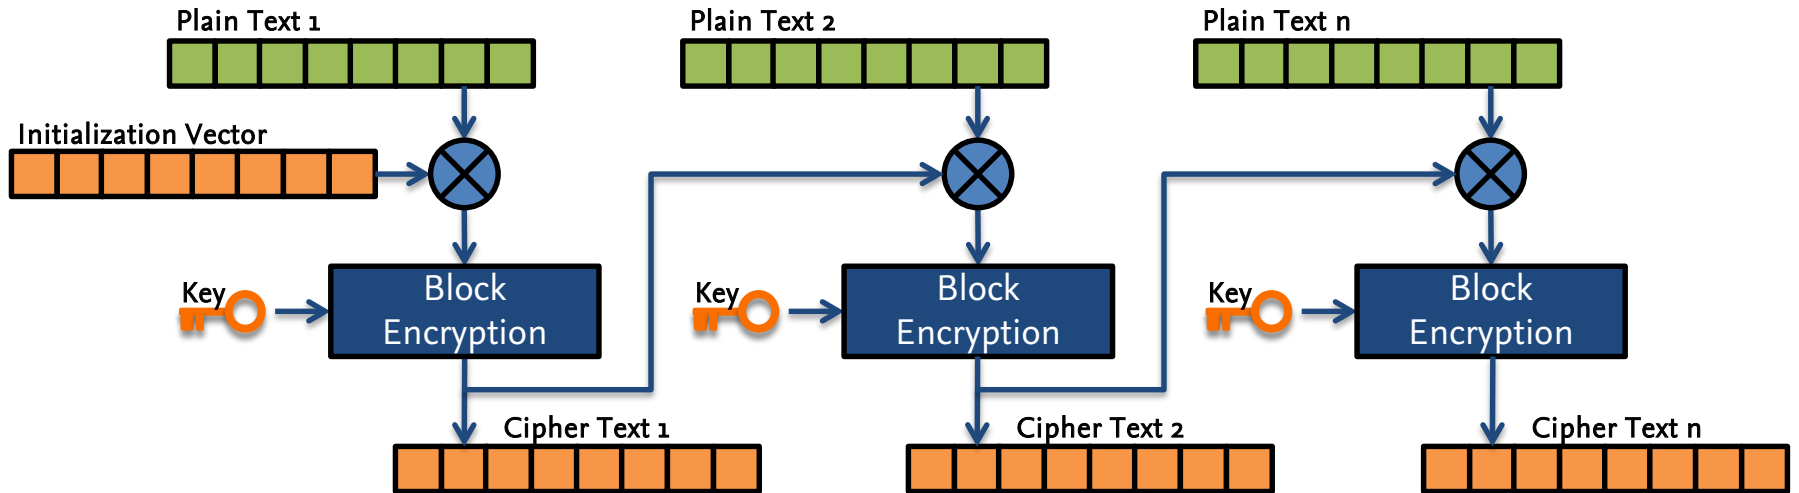 Plain Text 1
Plain Text 2
Plain Text n
Initialization Vector
Key
Block
Encryption
Key
Block
Encryption
Key
Block
Encryption
Cipher Text 1
Cipher Text 2
Cipher Text n